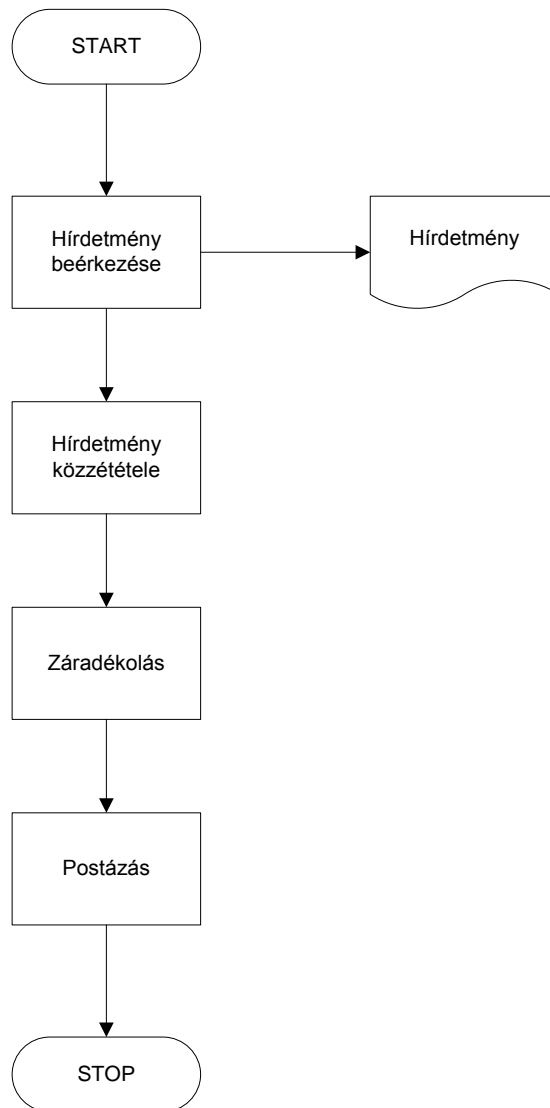 START
Hírdetmény
beérkezése
Hírdetmény
Hírdetmény
közzététele
Záradékolás
Postázás
STOP